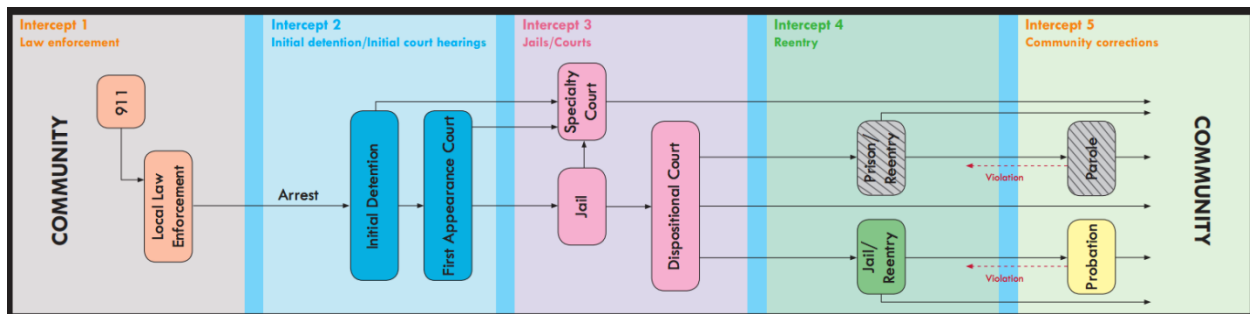 Intercept 1
Law enforcement
Intercept 2
Initial detention/Initial court hearings
Intercept 3
Jails/Courts
Intercept 4
Reentry
Intercept 5
Community corrections
COMMUNITY
911
Local Law
Enforcement
Arrest
Initial Detention
First Appearance Court
Specialty
Court
Jail
Dispositional Court
Prison/
Reentry
Violation
Parole
Jail/
Reentry
Violation
Probation
COMMUNITY